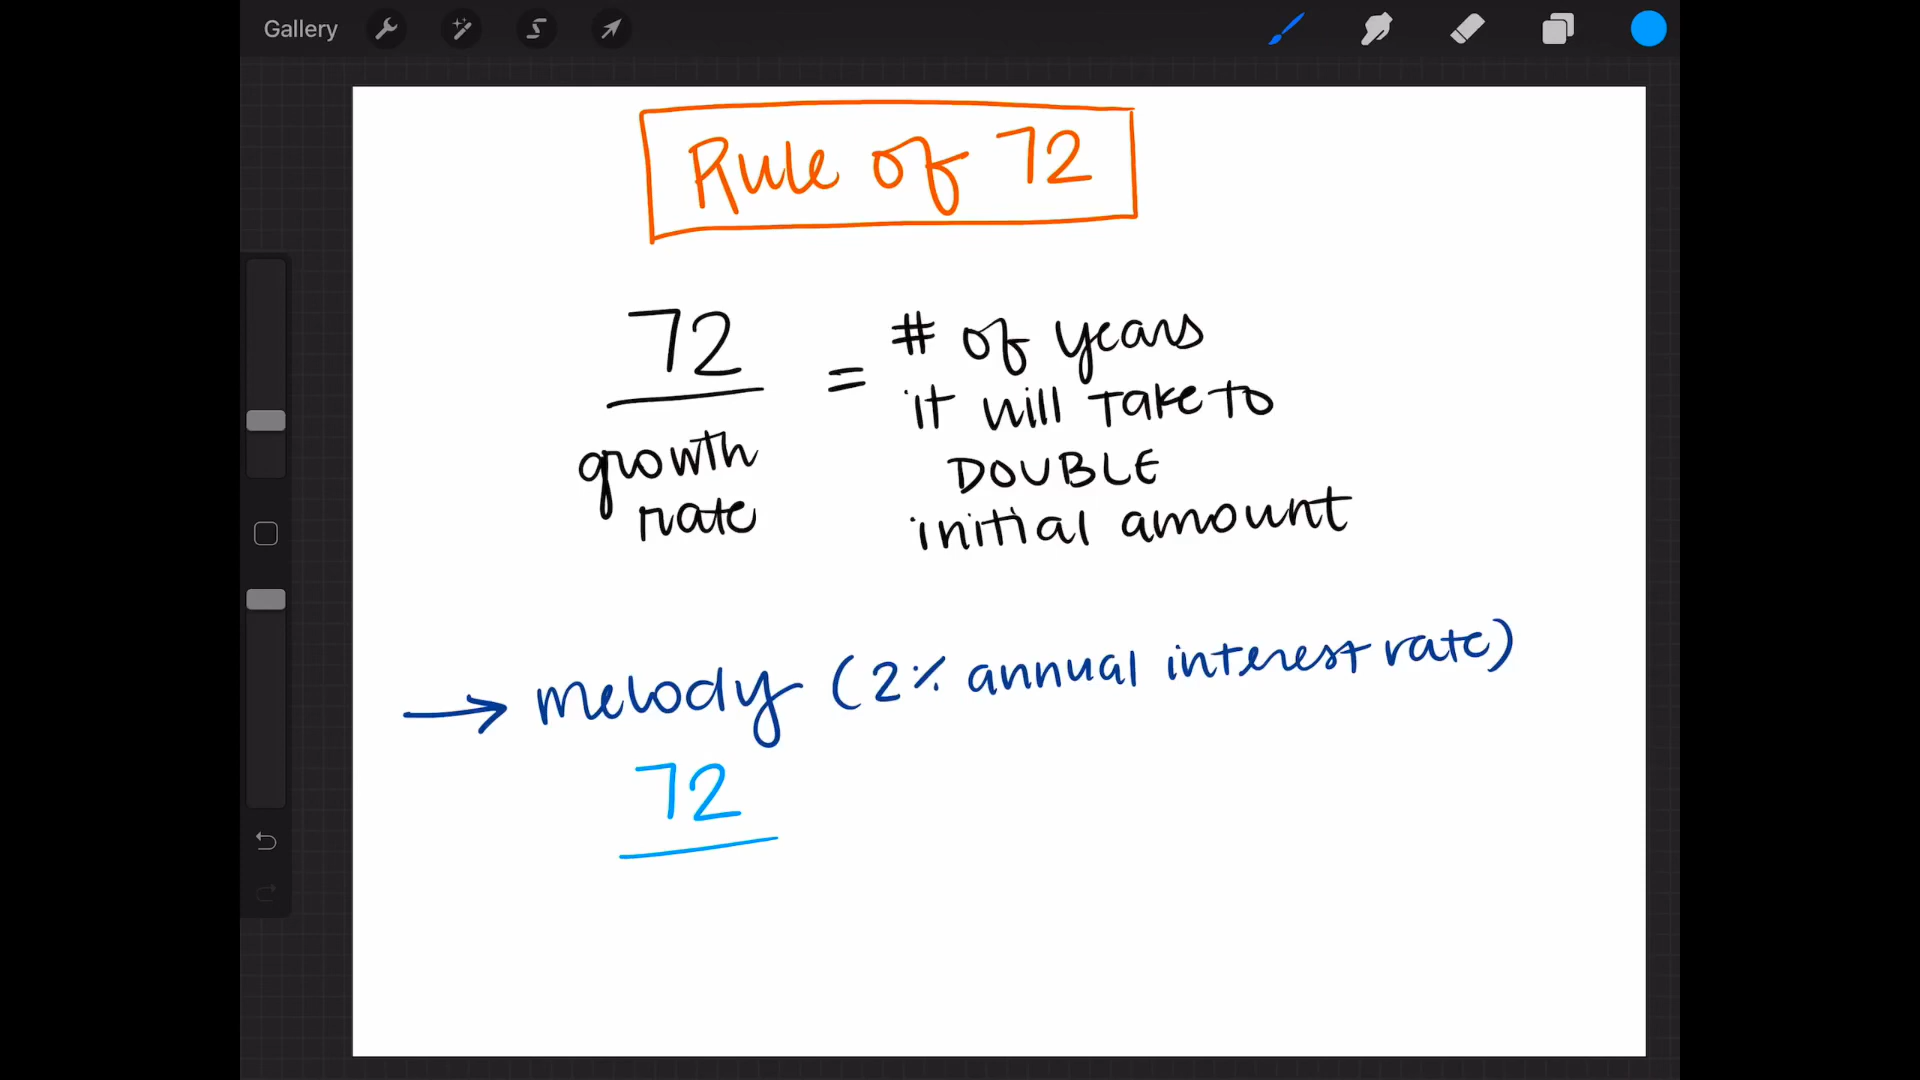 Gallery
Rule of 72
72
growth
rate
=
# of years
it will take to
DOUBLE
initial amount
→ melody (2% annual interest rate)
72